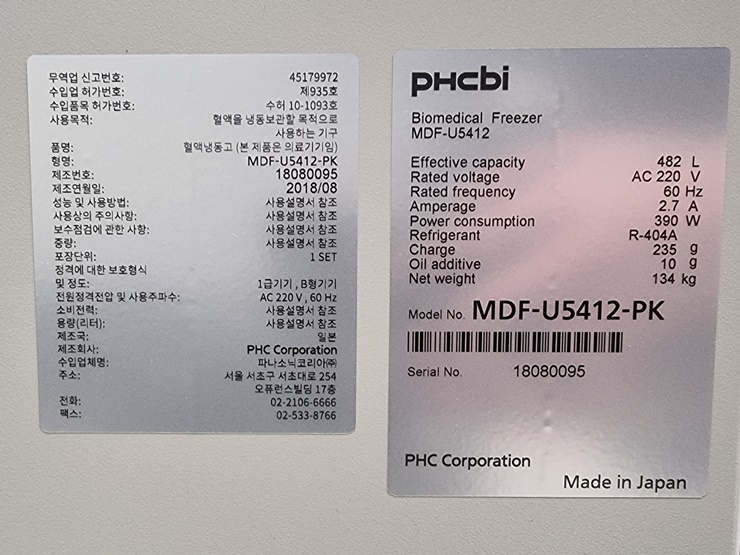 무역업 신고번호: 45179972
수입업 허가번호: 제935호
수입품목 허가번호: 수허 10-1093호
사용목적: 혈액을 냉동보관할 목적으로
사용하는 기구
품명: 혈액냉동고 (본 제품은 의료기기임)
형명: MDF-U5412-PK
제조번호: 18080095
제조연월일: 2018/08
성능 및 사용방법: 사용설명서 참조
사용상의 주의사항: 사용설명서 참조
보수점검에 관한 사항: 사용설명서 참조
중량: 사용설명서 참조
포장단위: 1 SET
정격에 대한 보호형식
및 정도: 1급기기 , B형기기
전원정격전압 및 사용주파수: AC 220 V , 60 Hz
소비전력: 사용설명서 참조
용량(리터): 사용설명서 참조
제조국: 일본
제조회사: PHC Corporation
수입업체명: 파나소닉코리아㈜
주소: 서울 서초구 서초대로 254
오퓨런스빌딩 17층
전화: 02-2106-6666
팩스: 02-533-8766
PHCbi
Biomedical Freezer
MDF-U5412
Effective capacity 482 L
Rated voltage AC 220 V
Rated frequency 60 Hz
Amperage 2.7 A
Power consumption 390 W
Refrigerant R-404A
Charge 235 g
Oil additive 10 g
Net weight 134 kg
Model No. MDF-U5412-PK
Serial No. 18080095
PHC Corporation
Made in Japan